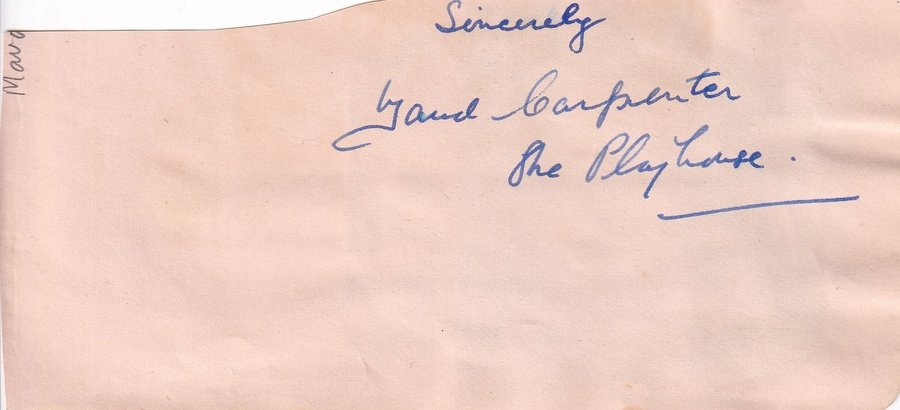 Sincerely
Maud Carpenter
The Playhouse.